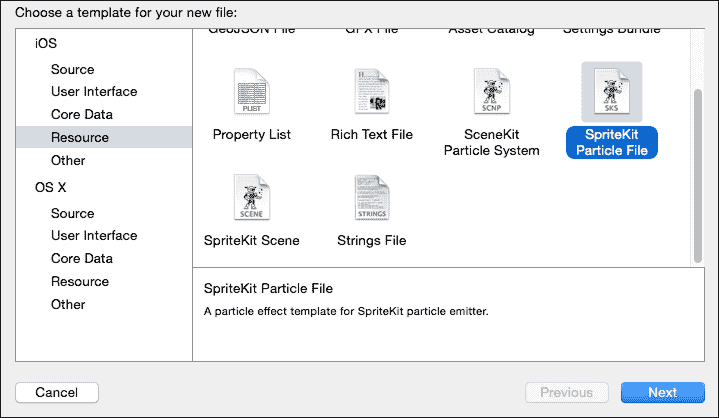 Choose a template for your new file:
iOS
Source
User Interface
Core Data
Resource
Other
OS X
Source
User Interface
Core Data
Resource
Other
GeoJSON File
GPX File
Asset Catalog
Settings Bundle
PLIST
RTF
SCNP
SKS
Property List
Rich Text File
SceneKit
Particle System
SpriteKit
Particle File
SCENE
STRINGS
SpriteKit Scene
Strings File
SpriteKit Particle File
A particle effect template for SpriteKit particle emitter.
Cancel
Previous
Next